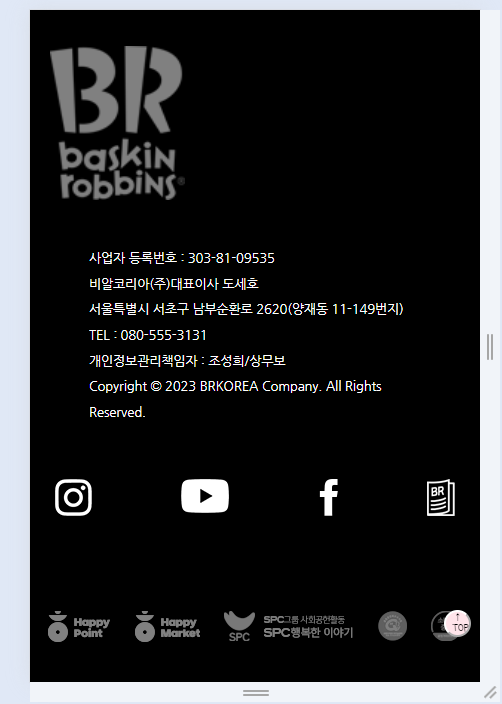 BR
baskin
robbins®
사업자 등록번호 : 303-81-09535
비알코리아(주)대표이사 도세호
서울특별시 서초구 남부순환로 2620(양재동 11-149번지)
TEL : 080-555-3131
개인정보관리책임자 : 조성희/상무보
Copyright © 2023 BRKOREA Company. All Rights
Reserved.
BR
Happy
Point
Happy
Market
SPC
SPC그룹 사회공헌활동
SPC행복한 이야기
↑
TOP